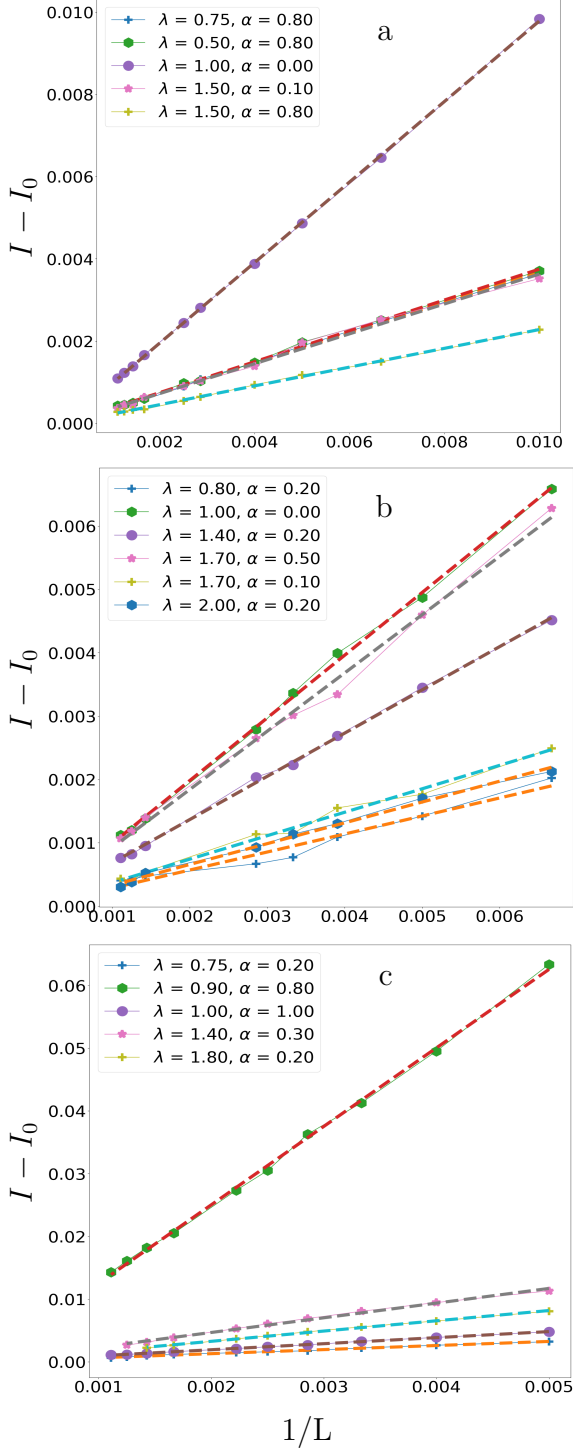 a
λ = 0.75, α = 0.80
λ = 0.50, α = 0.80
λ = 1.00, α = 0.00
λ = 1.50, α = 0.10
λ = 1.50, α = 0.80
I − I₀
0.010
0.008
0.006
0.004
0.002
0.000
0.002 0.004 0.006 0.008 0.010
b
λ = 0.80, α = 0.20
λ = 1.00, α = 0.00
λ = 1.40, α = 0.20
λ = 1.70, α = 0.50
λ = 1.70, α = 0.10
λ = 2.00, α = 0.20
I − I₀
0.006
0.005
0.004
0.003
0.002
0.001
0.000
0.001 0.002 0.003 0.004 0.005 0.006
c
λ = 0.75, α = 0.20
λ = 0.90, α = 0.80
λ = 1.00, α = 1.00
λ = 1.40, α = 0.30
λ = 1.80, α = 0.20
I − I₀
0.06
0.05
0.04
0.03
0.02
0.01
0.00
0.001 0.002 0.003 0.004 0.005
1/L